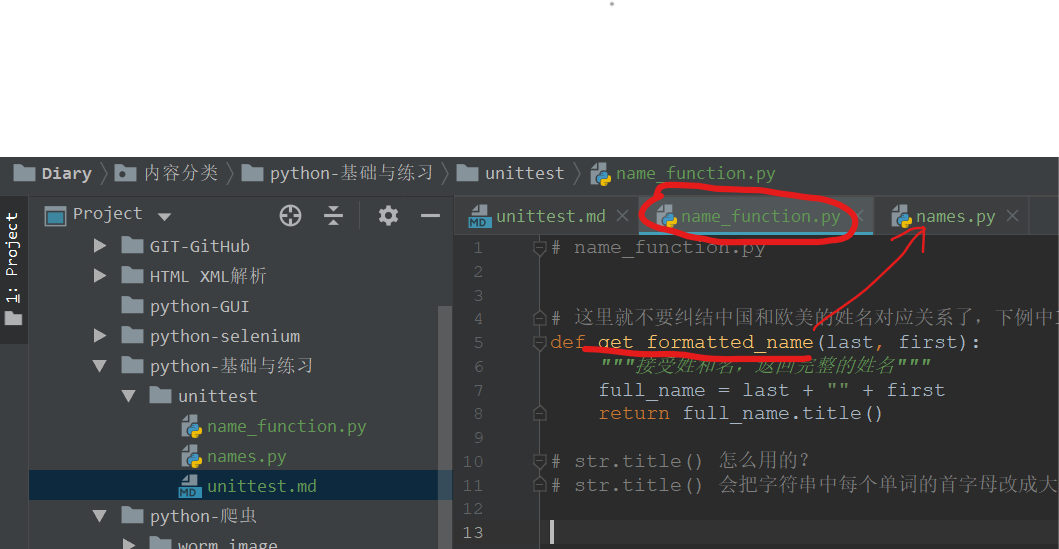 Diary 内容分类 python-基础与练习 unittest name_function.py
1: Project
Project
unittest.md name_function.py names.py
GIT-GitHub
HTML XML解析
python-GUI
python-selenium
python-基础与练习
unittest
name_function.py
names.py
unittest.md
python-爬虫
worm_image
1 # name_function.py
2
3
4 # 这里就不要纠结中国和欧美的姓名对应关系了，下例中
5 def get_formatted_name(last, first):
6 """接受姓和名，返回完整的姓名"""
7 full_name = last + "" + first
8 return full_name.title()
9
10 # str.title() 怎么用的？
11 # str.title() 会把字符串中每个单词的首字母改成大
12
13
MD
MD